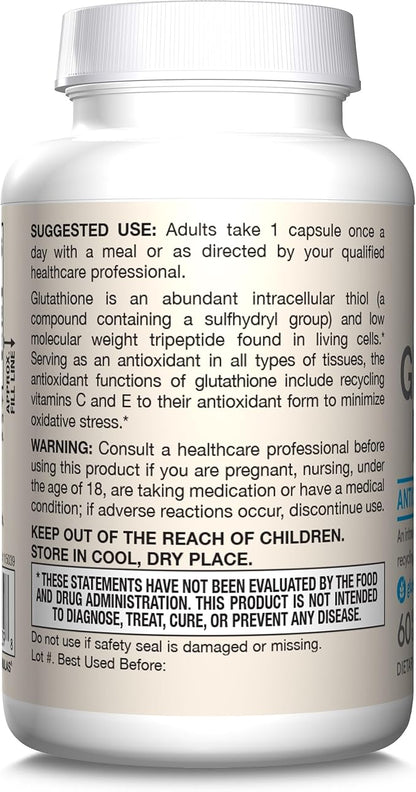 SUGGESTED USE: Adults take 1 capsule once a
day with a meal or as directed by your qualified
healthcare professional.
Glutathione is an abundant intracellular thiol (a
compound containing a sulfhydryl group) and low
molecular weight tripeptide found in living cells.*
Serving as an antioxidant in all types of tissues, the
antioxidant functions of glutathione include recycling
vitamins C and E to their antioxidant form to minimize
oxidative stress.*
WARNING: Consult a healthcare professional before
using this product if you are pregnant, nursing, under
the age of 18, are taking medication or have a medical
condition; if adverse reactions occur, discontinue use.
KEEP OUT OF THE REACH OF CHILDREN.
STORE IN COOL, DRY PLACE.
*THESE STATEMENTS HAVE NOT BEEN EVALUATED BY THE FOOD
AND DRUG ADMINISTRATION. THIS PRODUCT IS NOT INTENDED
TO DIAGNOSE, TREAT, CURE, OR PREVENT ANY DISEASE.
Do not use if safety seal is damaged or missing.
Lot #. Best Used Before:
APPROX.
FILL LINE
G
ANT
60